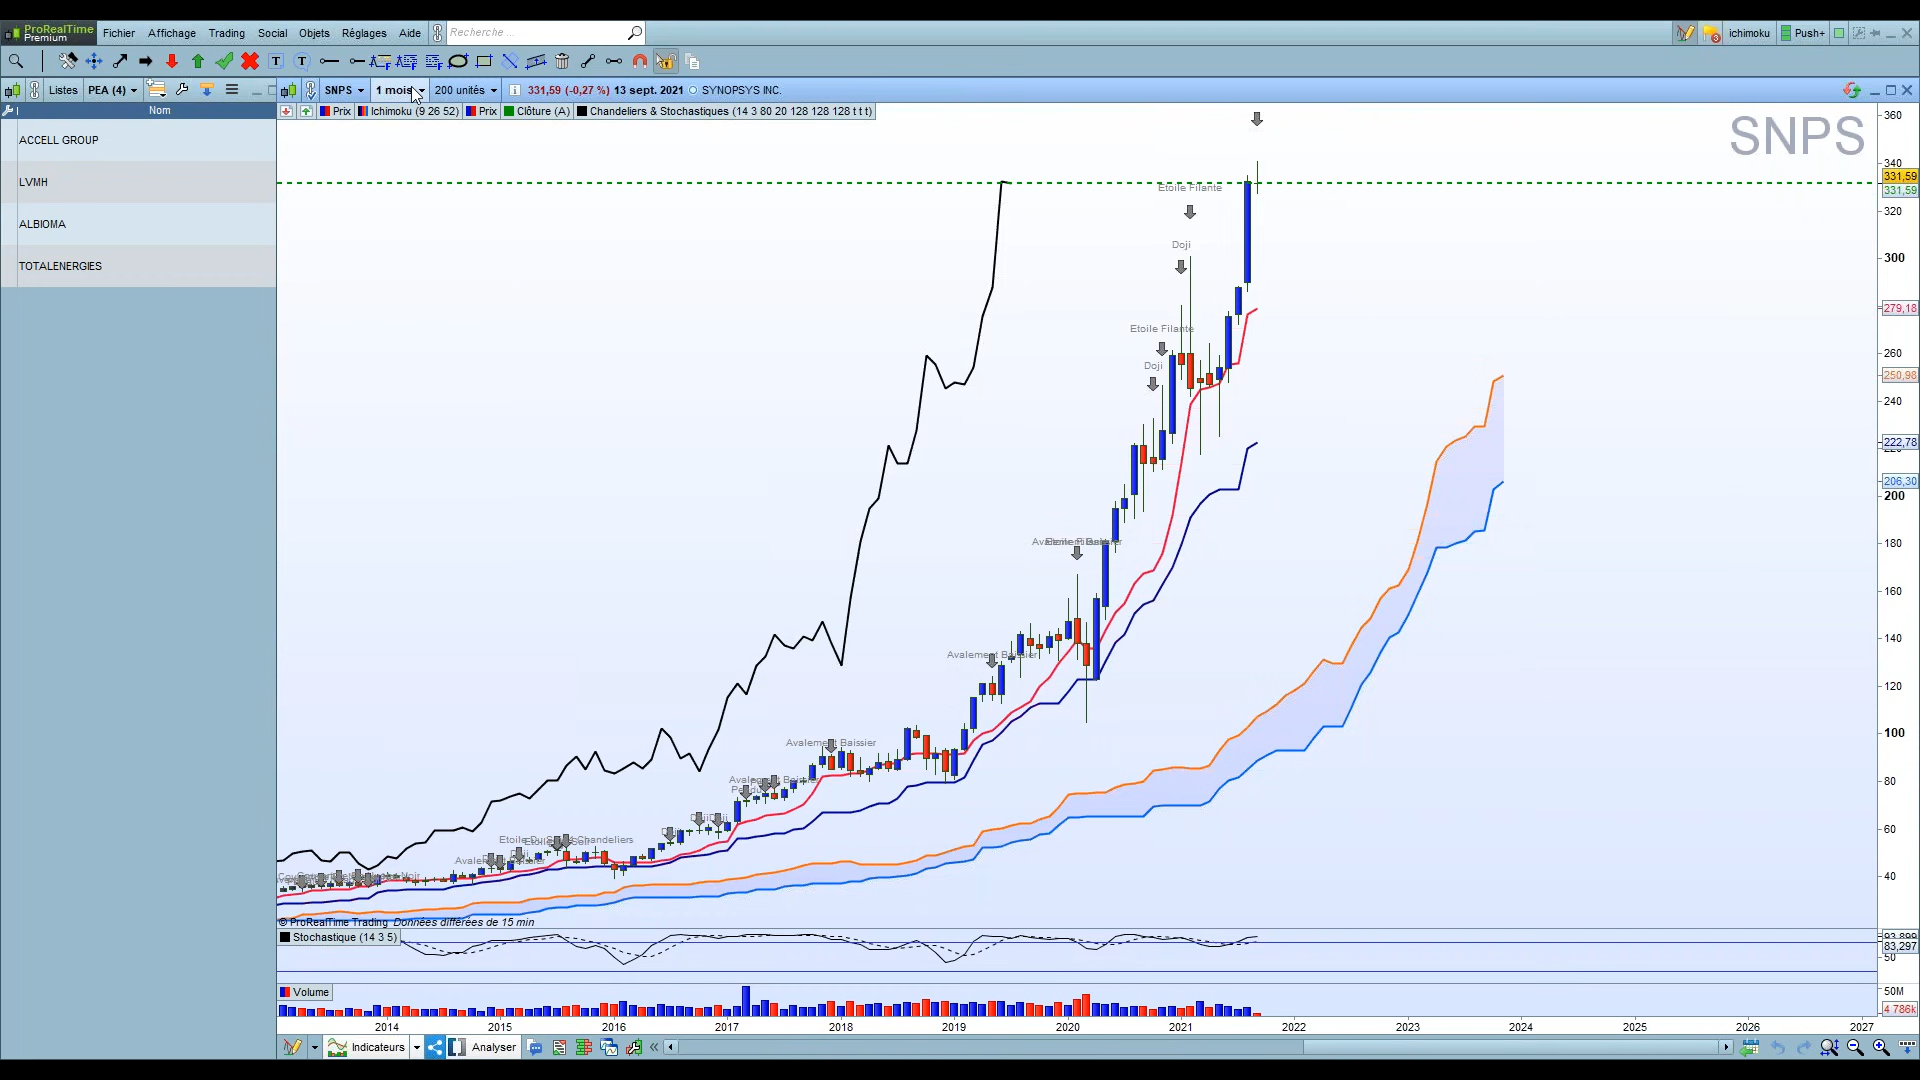 ProRealTime Premium Fichier Affichage Trading Social Objets Réglages Aide Recherche ... 3 ichimoku Push+
Listes PEA (4) SNPS 1 mois 200 unités 331,59 (-0,27 %) 13 sept. 2021 SYNOPSYS INC.
Nom
Prix Ichimoku (9 26 52) Prix Clôture (A) Chandeliers & Stochastiques (14 3 80 20 128 128 128 t t t)
SNPS
ACCELL GROUP
LVMH
ALBIOMA
TOTALENERGIES
360
340
331,59
331,59
320
300
279,18
260
250,98
240
222,78
206,30
200
180
160
140
120
100
80
60
40
Etoile Filante
Doji
Etoile Filante
Doji
Avalement Baissier
Avalement Baissier
Avalement Baissier
© ProRealTime Trading Données différées de 15 min
Stochastique (14 3 5)
83,297
50
Volume
50M
4 786k
2014 2015 2016 2017 2018 2019 2020 2021 2022 2023 2024 2025 2026 2027
Indicateurs Analyser